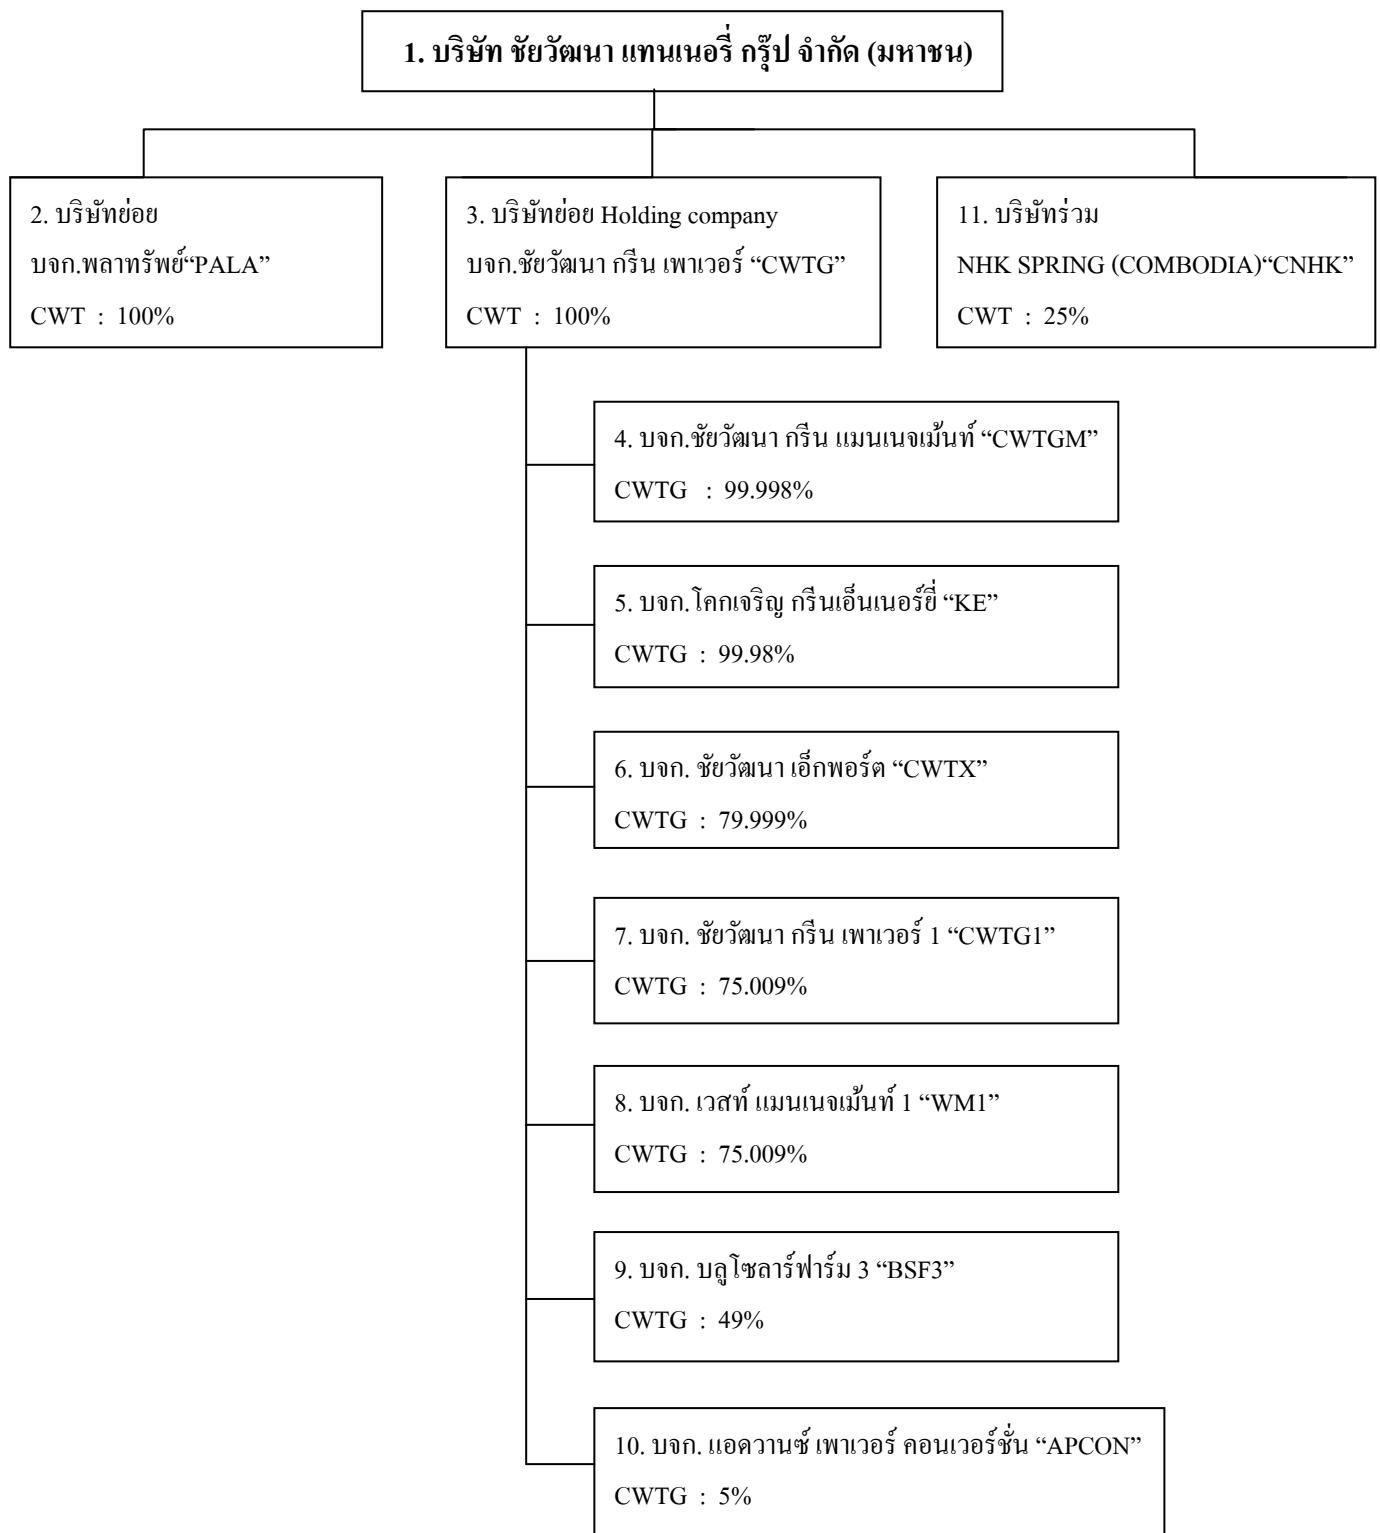 1. บริษัท ชัยวัฒนา แทนเนอรี่ กรุ๊ป จำกัด (มหาชน)
2. บริษัทย่อย
บจก.พลาทรัพย์“PALA”
CWT : 100%
3. บริษัทย่อย Holding company
บจก.ชัยวัฒนา กรีน เพาเวอร์ “CWTG”
CWT : 100%
11. บริษัทร่วม
NHK SPRING (COMBODIA)“CNHK”
CWT : 25%
4. บจก.ชัยวัฒนา กรีน แมนเนจเม้นท์ “CWTGM”
CWTG : 99.998%
5. บจก.โคกเจริญ กรีนเอ็นเนอร์ยี่ “KE”
CWTG : 99.98%
6. บจก. ชัยวัฒนา เอ็กพอร์ต “CWTX”
CWTG : 79.999%
7. บจก. ชัยวัฒนา กรีน เพาเวอร์ 1 “CWTG1”
CWTG : 75.009%
8. บจก. เวสท์ แมนเนจเม้นท์ 1 “WM1”
CWTG : 75.009%
9. บจก. บลูโซลาร์ฟาร์ม 3 “BSF3”
CWTG : 49%
10. บจก. แอดวานซ์ เพาเวอร์ คอนเวอร์ชั่น “APCON”
CWTG : 5%